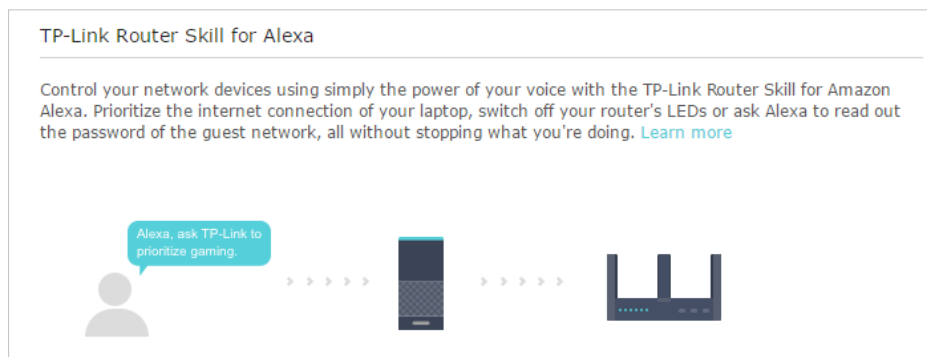 TP-Link Router Skill for Alexa
Control your network devices using simply the power of your voice with the TP-Link Router Skill for Amazon
Alexa. Prioritize the internet connection of your laptop, switch off your router's LEDs or ask Alexa to read out
the password of the guest network, all without stopping what you're doing. Learn more
Alexa, ask TP-Link to
prioritize gaming.